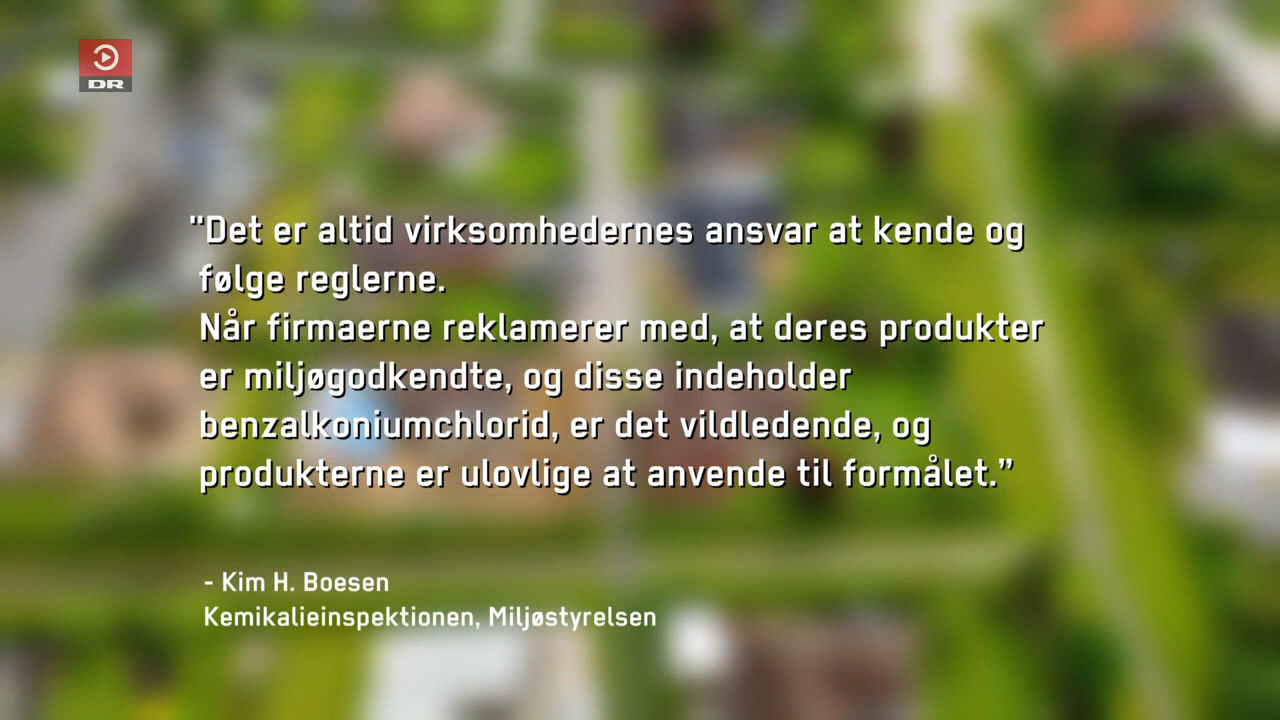 DR
"Det er altid virksomhedernes ansvar at kende og
følge reglerne.
Når firmaerne reklamerer med, at deres produkter
er miljøgodkendte, og disse indeholder
benzalkoniumchlorid, er det vildledende, og
produkterne er ulovlige at anvende til formålet.”
- Kim H. Boesen
Kemikalieinspektionen, Miljøstyrelsen